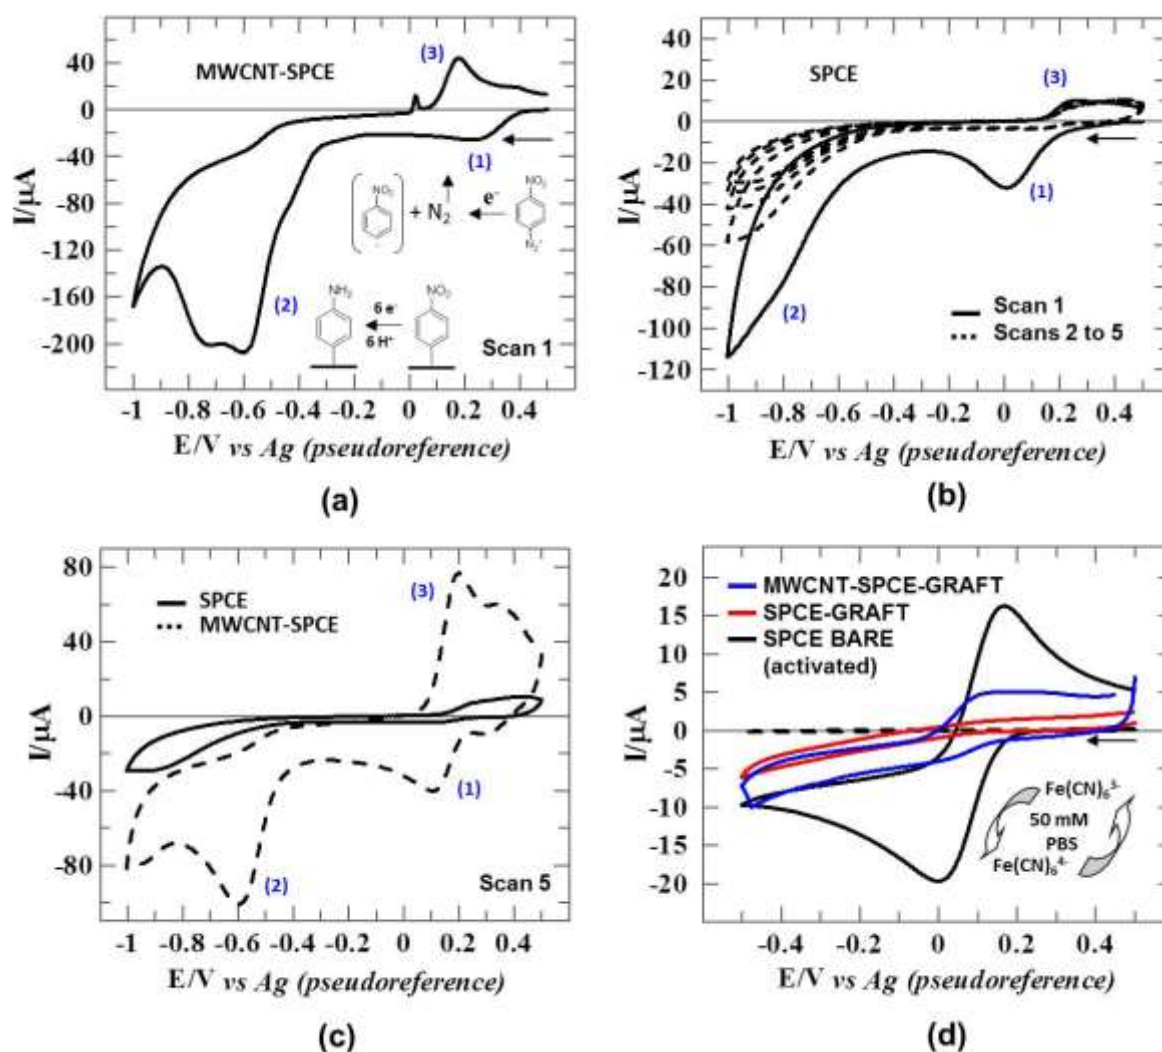 MWCNT-SPCE
(3)
(1)
(2)
NO₂
+ N₂
e⁻
NO₂
N₂⁺
NH₂
6 e⁻
6 H⁺
NO₂
Scan 1
I/µA
40
0
-40
-80
-120
-160
-200
-1 -0.8 -0.6 -0.4 -0.2 0 0.2 0.4
E/V vs Ag (pseudoreference)
(a)
SPCE
(3)
(1)
(2)
Scan 1
Scans 2 to 5
I/µA
40
20
0
-20
-40
-60
-80
-100
-120
-1 -0.8 -0.6 -0.4 -0.2 0 0.2 0.4
E/V vs Ag (pseudoreference)
(b)
SPCE
MWCNT-SPCE
(3)
(1)
(2)
Scan 5
I/µA
80
40
0
-40
-80
-1 -0.8 -0.6 -0.4 -0.2 0 0.2 0.4
E/V vs Ag (pseudoreference)
(c)
MWCNT-SPCE-GRAFT
SPCE-GRAFT
SPCE BARE
(activated)
Fe(CN)₆³⁻
50 mM
PBS
Fe(CN)₆⁴⁻
I/µA
20
15
10
5
0
-5
-10
-15
-20
-0.4 -0.2 0 0.2 0.4
E/V vs Ag (pseudoreference)
(d)